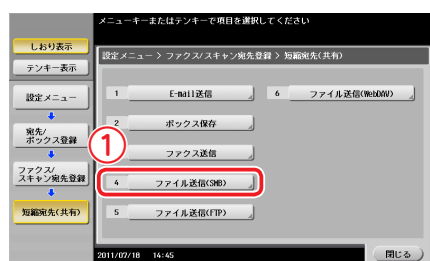 メニューキーまたはテンキーで項目を選択してください
しおり表示
テンキー表示
設定メニュー > ファクス/スキャン宛先登録 > 短縮宛先(共有)
設定メニュー
宛先/
ボックス登録
ファクス/
スキャン宛先登録
短縮宛先(共有)
1 E-mail送信
6 ファイル送信(WebDAV)
2 ボックス保存
1
ファクス送信
4 ファイル送信(SMB)
5 ファイル送信(FTP)
2011/07/18 14:45
閉じる